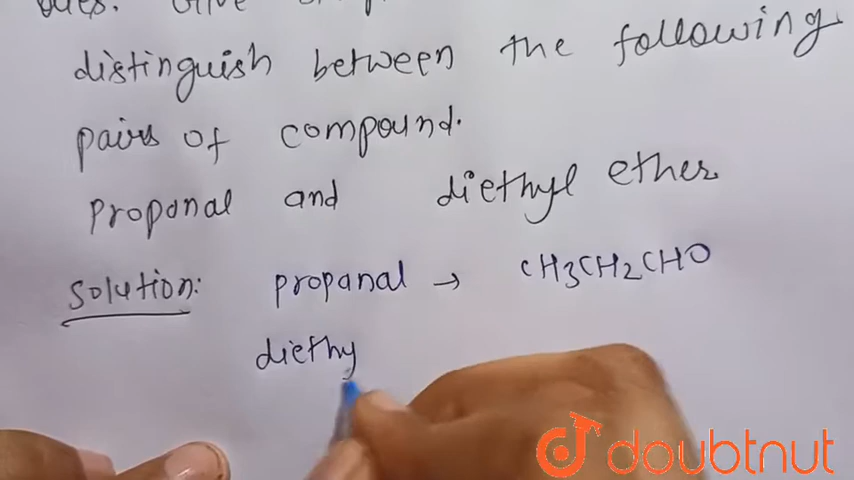 distinguish between the following
pairs of compound.
propanal and diethyl ether
Solution: propanal → CH3CH2CHO
diethy
doubtnut